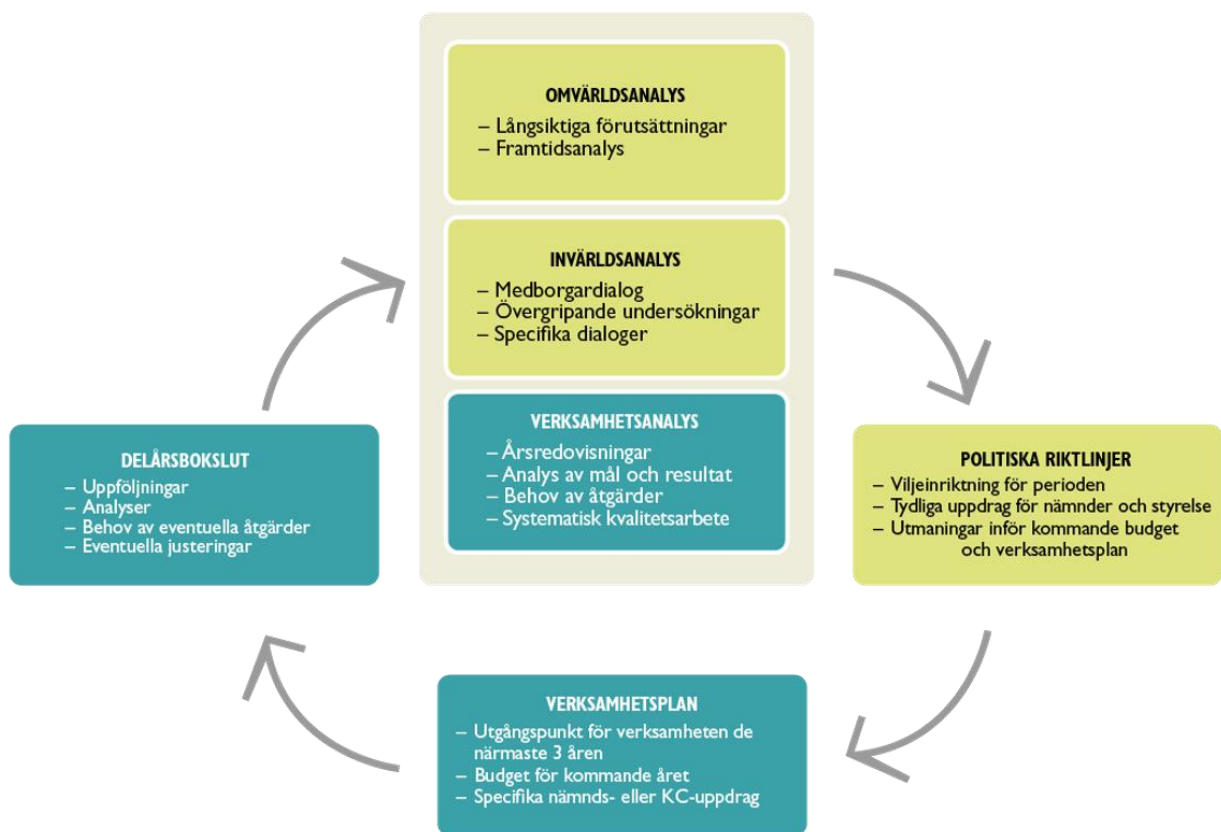 OMVÄRLDSANALYS
– Långsiktiga förutsättningar
– Framtidsanalys
INVÄRLDSANALYS
– Medborgardialog
– Övergripande undersökningar
– Specifika dialoger
VERKSAMHETSANALYS
– Årsredovisningar
– Analys av mål och resultat
– Behov av åtgärder
– Systematisk kvalitetsarbete
POLITISKA RIKTLINJER
– Viljeinriktning för perioden
– Tydliga uppdrag för nämnder och styrelse
– Utmaningar inför kommande budget
och verksamhetsplan
VERKSAMHETSPLAN
– Utgångspunkt för verksamheten de
närmaste 3 åren
– Budget för kommande året
– Specifika nämnds- eller KC-uppdrag
DELÅRSBOKSLUT
– Uppföljningar
– Analyser
– Behov av eventuella åtgärder
– Eventuella justeringar